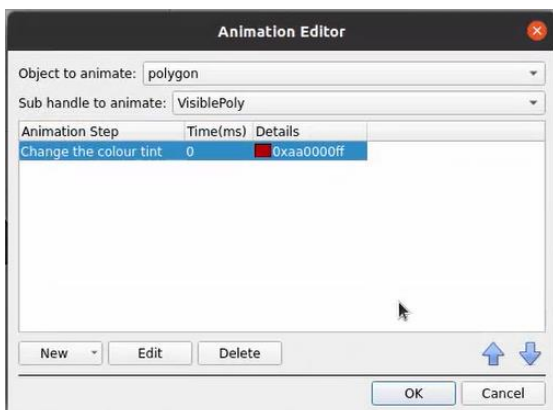 Animation Editor
Object to animate: polygon
Sub handle to animate: VisiblePoly
Animation Step Time(ms) Details
Change the colour tint 0 0xaa0000ff
New Edit Delete
OK Cancel